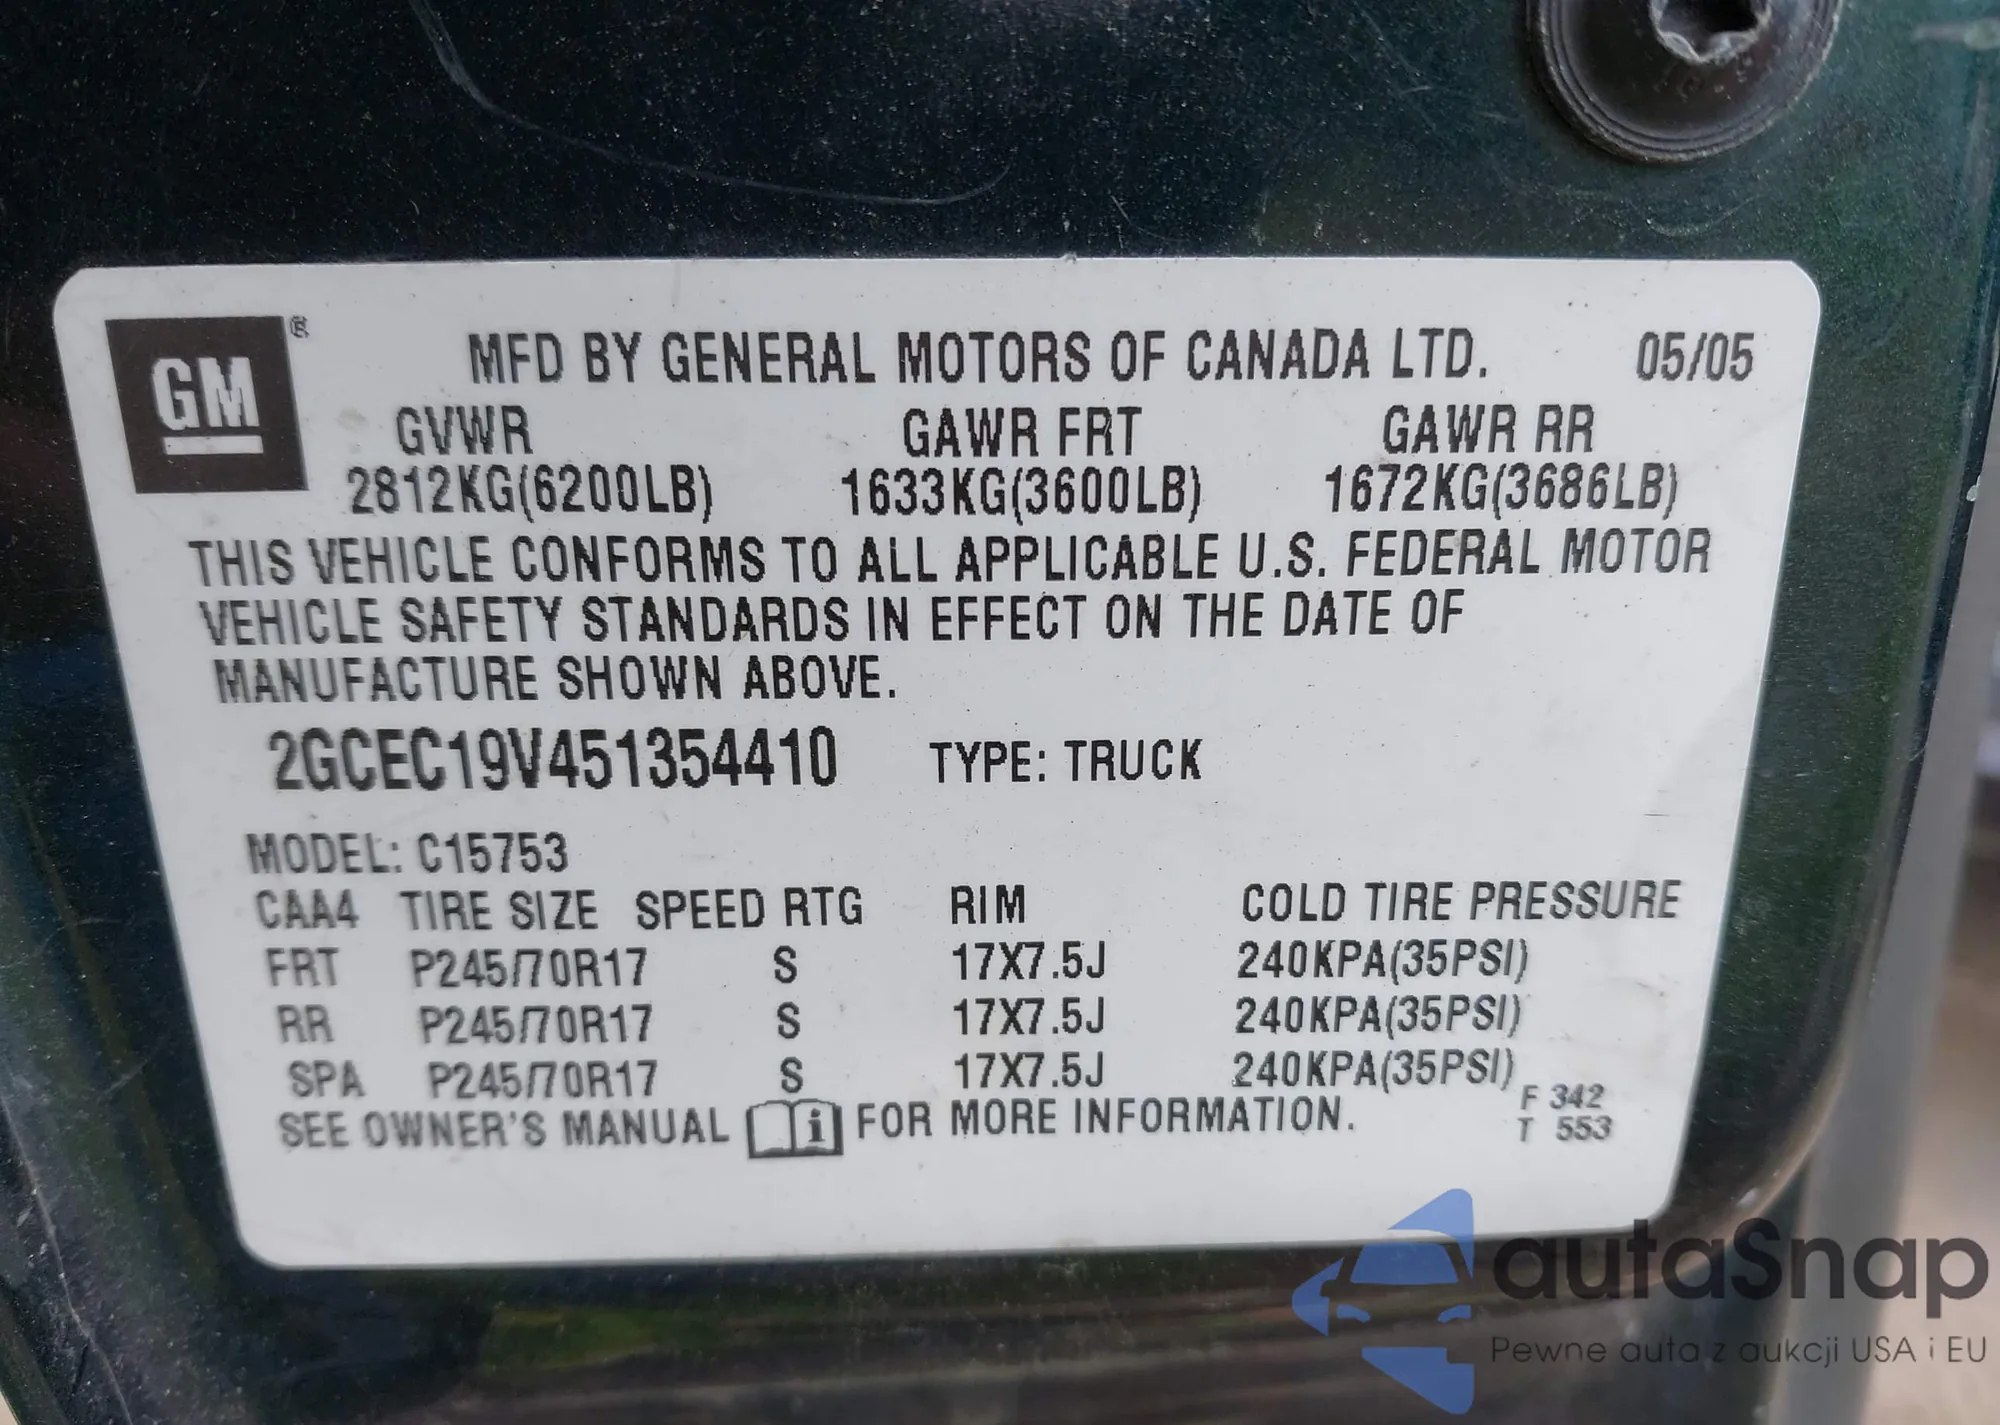 GM®
MFD BY GENERAL MOTORS OF CANADA LTD. 05/05
GVWR GAWR FRT GAWR RR
2812KG(6200LB) 1633KG(3600LB) 1672KG(3686LB)
THIS VEHICLE CONFORMS TO ALL APPLICABLE U.S. FEDERAL MOTOR
VEHICLE SAFETY STANDARDS IN EFFECT ON THE DATE OF
MANUFACTURE SHOWN ABOVE.
2GCEC19V451354410 TYPE: TRUCK
MODEL: C15753
CAA4 TIRE SIZE SPEED RTG RIM COLD TIRE PRESSURE
FRT P245/70R17 S 17X7.5J 240KPA(35PSI)
RR P245/70R17 S 17X7.5J 240KPA(35PSI)
SPA P245/70R17 S 17X7.5J 240KPA(35PSI)
SEE OWNER'S MANUAL i FOR MORE INFORMATION.
F 342
T 553
autaSnap
Pewne auta z aukcji USA i EU